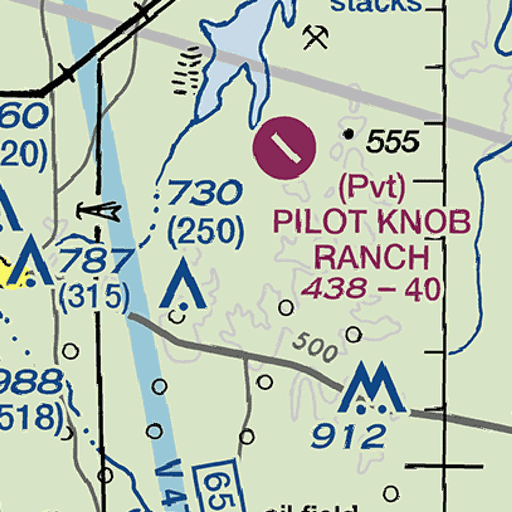 stacks
60
20)
555
730
(250)
(Pvt)
PILOT KNOB
RANCH
438 - 40
787
(315)
500
988
518)
912
V 47
65
oil field